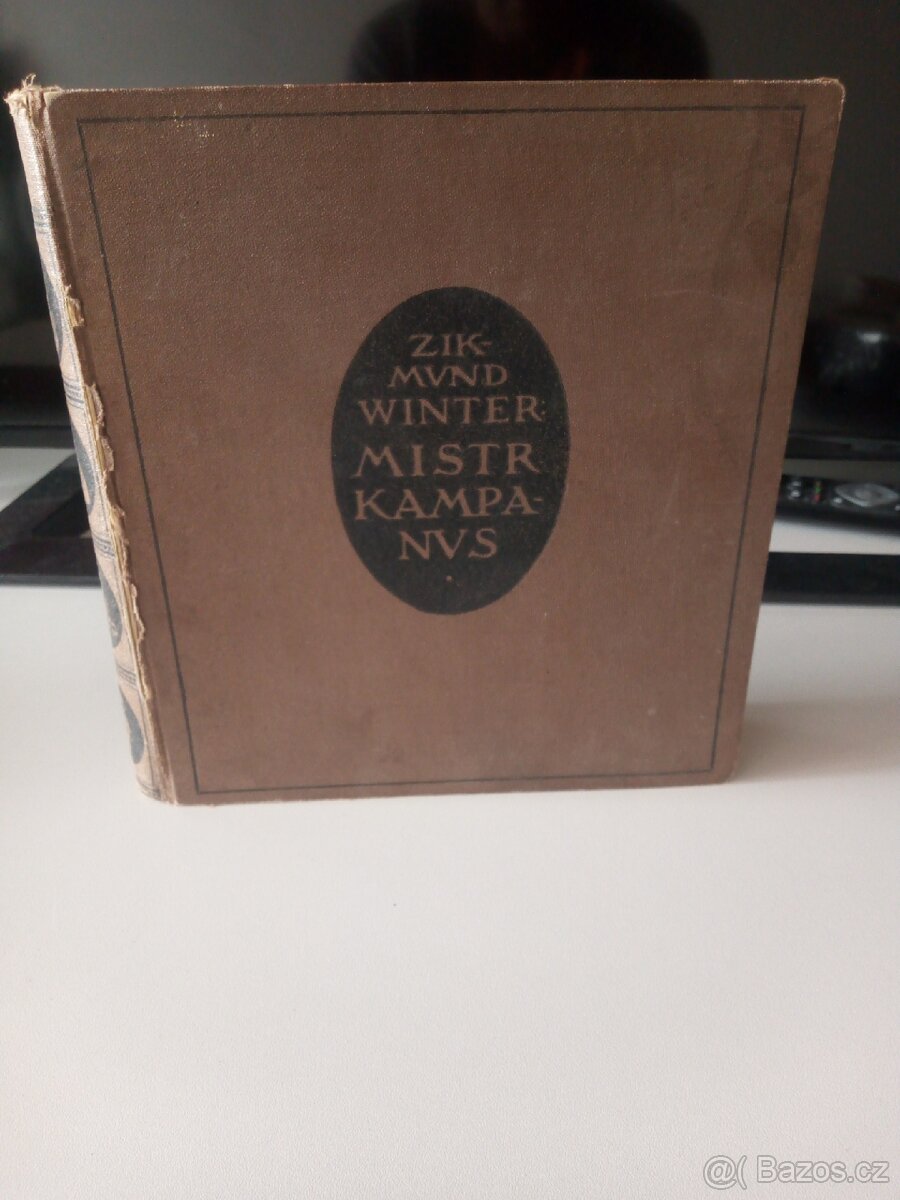 ZIK-
MVND
WINTER:
MISTR
KAMPA-
NVS
@( Bazos.cz